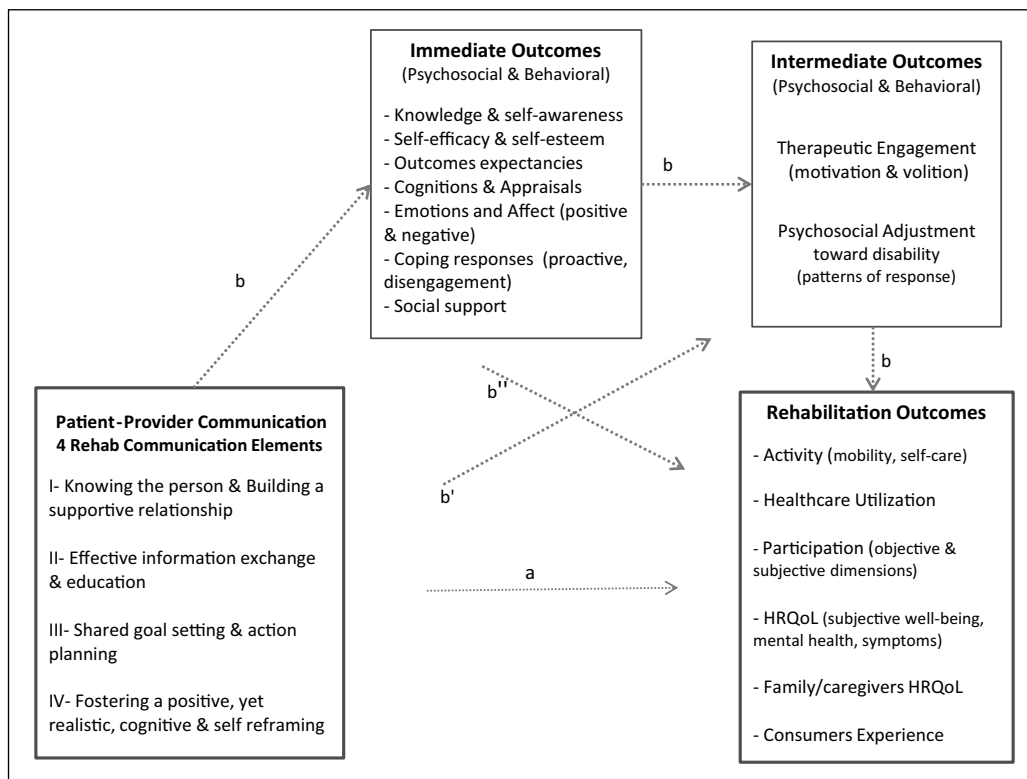 Immediate Outcomes
(Psychosocial & Behavioral)
- Knowledge & self-awareness
- Self-efficacy & self-esteem
- Outcomes expectancies
- Cognitions & Appraisals
- Emotions and Affect (positive
& negative)
- Coping responses (proactive,
disengagement)
- Social support
Intermediate Outcomes
(Psychosocial & Behavioral)
Therapeutic Engagement
(motivation & volition)
Psychosocial Adjustment
toward disability
(patterns of response)
b
b
b
b''
b'
a
Patient-Provider Communication
4 Rehab Communication Elements
I- Knowing the person & Building a
supportive relationship
II- Effective information exchange
& education
III- Shared goal setting & action
planning
IV- Fostering a positive, yet
realistic, cognitive & self reframing
Rehabilitation Outcomes
- Activity (mobility, self-care)
- Healthcare Utilization
- Participation (objective &
subjective dimensions)
- HRQoL (subjective well-being,
mental health, symptoms)
- Family/caregivers HRQoL
- Consumers Experience